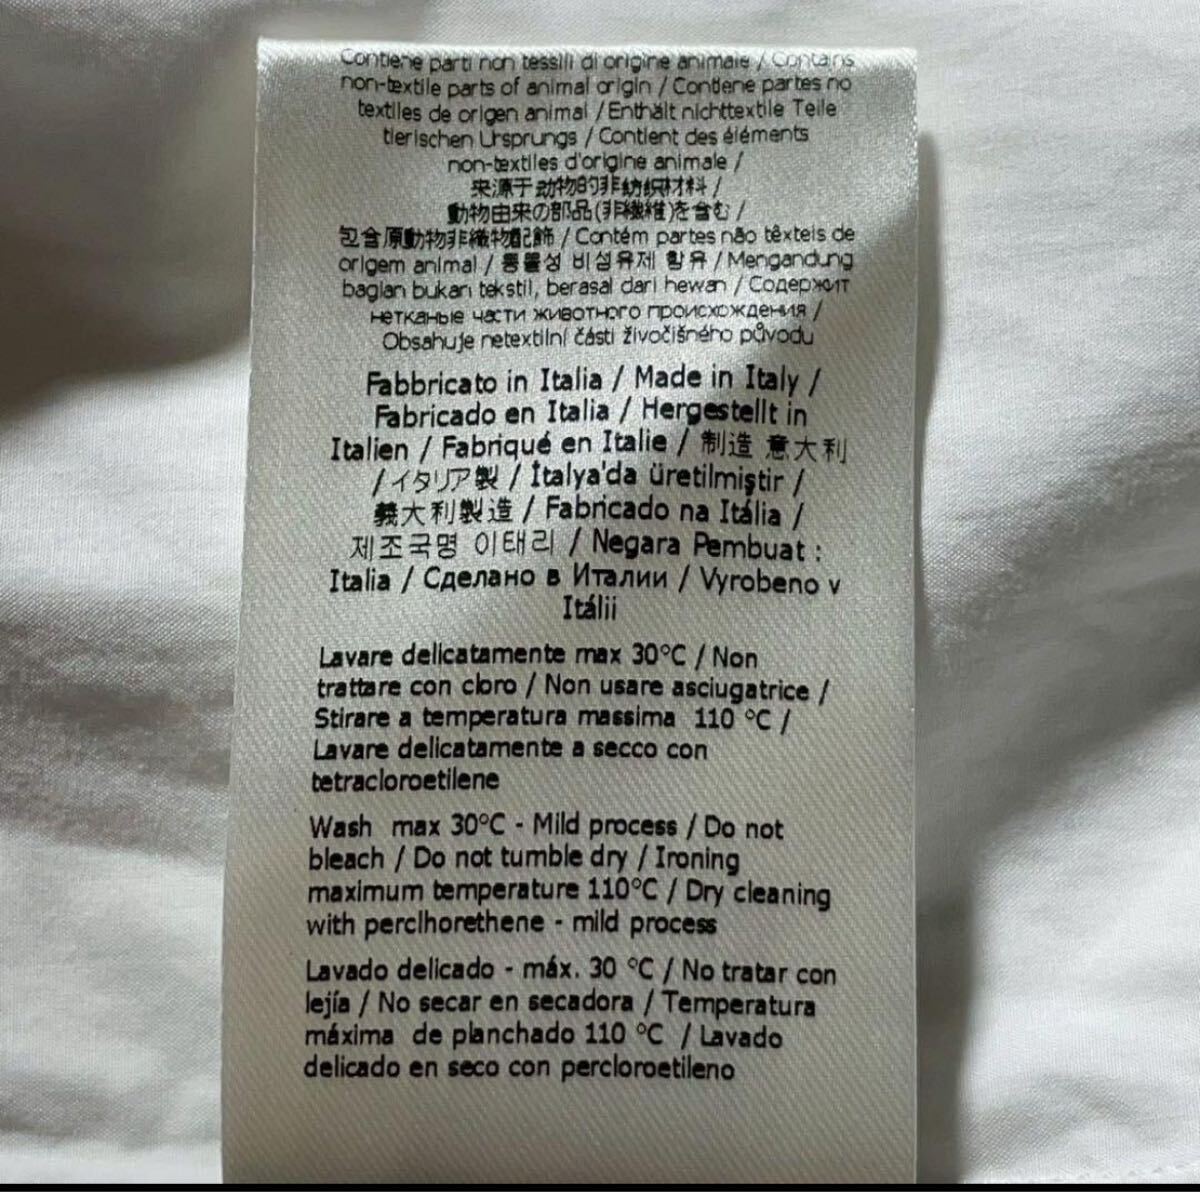 Contiene parti non tessili di origine animale / Contains
non-textile parts of animal origin / Contiene partes no
textiles de origen animal / Enthält nichttextile Teile
tierischen Ursprungs / Contient des éléments
non-textiles d'origine animale /
来源于动物的非纺织材料 /
動物由来の部品(非繊維)を含む /
包含原動物非織物配飾 / Contém partes não têxteis de
origem animal / 동물성 비섬유제 함유 / Mengandung
bagian bukan tekstil, berasal dari hewan / Содержит
нетканые части животного происхождения /
Obsahuje netextilní části živočišného původu
Fabbricato in Italia / Made in Italy /
Fabricado en Italia / Hergestellt in
Italien / Fabriqué en Italie / 制造 意大利
/ イタリア製 / İtalya'da üretilmiştir /
義大利製造 / Fabricado na Itália /
제조국명 이태리 / Negara Pembuat :
Italia / Сделано в Италии / Vyrobeno v
Itálii
Lavare delicatamente max 30°C / Non
trattare con cloro / Non usare asciugatrice /
Stirare a temperatura massima 110 °C /
Lavare delicatamente a secco con
tetracloroetilene
Wash max 30°C - Mild process / Do not
bleach / Do not tumble dry / Ironing
maximum temperature 110°C / Dry cleaning
with perclhorethene - mild process
Lavado delicado - máx. 30 °C / No tratar con
lejía / No secar en secadora / Temperatura
máxima de planchado 110 °C / Lavado
delicado en seco con percloroetileno